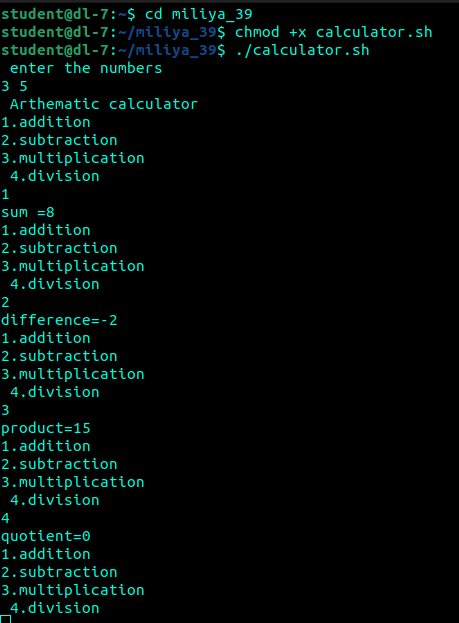 student@dl-7:~$ cd miliya_39
student@dl-7:~/miliya_39$ chmod +x calculator.sh
student@dl-7:~/miliya_39$ ./calculator.sh
 enter the numbers
3 5
 Arthematic calculator
1.addition
2.subtraction
3.multiplication
 4.division
1
sum =8
1.addition
2.subtraction
3.multiplication
 4.division
2
difference=-2
1.addition
2.subtraction
3.multiplication
 4.division
3
product=15
1.addition
2.subtraction
3.multiplication
 4.division
4
quotient=0
1.addition
2.subtraction
3.multiplication
 4.division